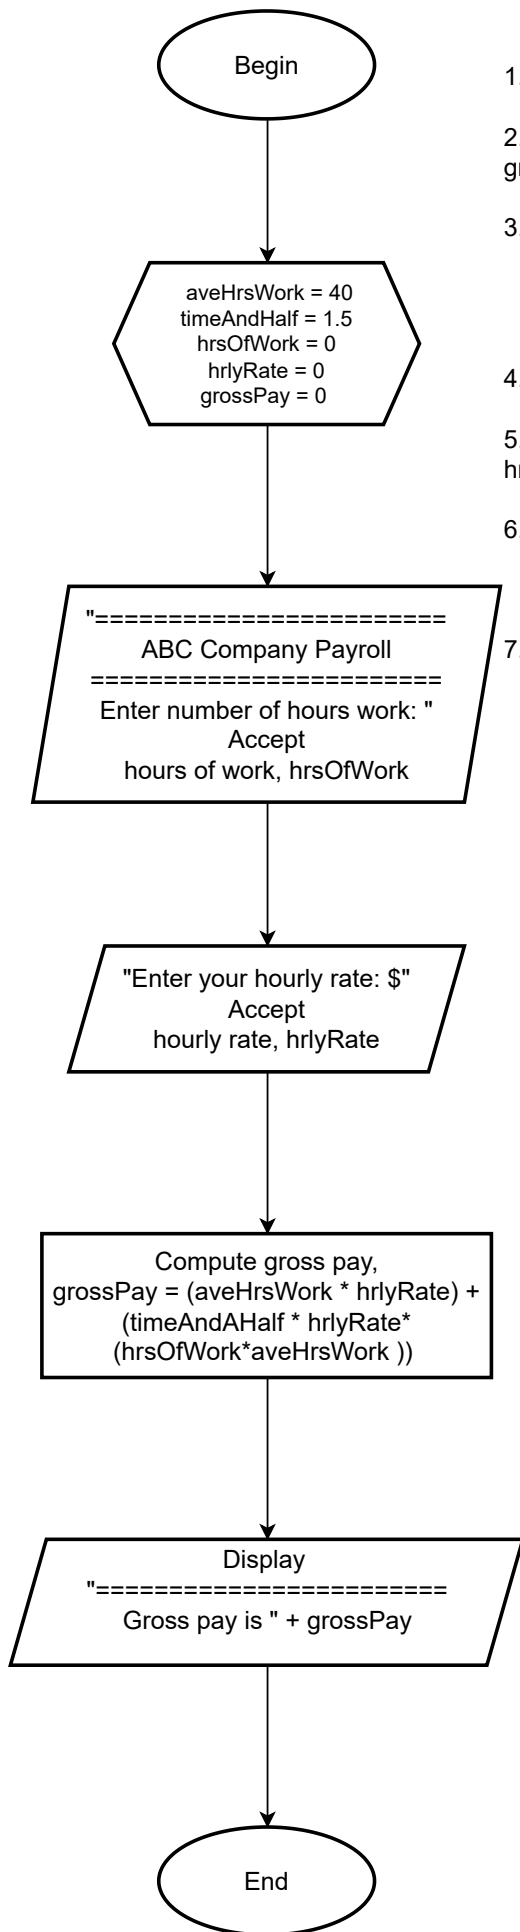 Begin
1.
2.
gr
3.
aveHrsWork = 40
timeAndHalf = 1.5
hrsOfWork = 0
hrlyRate = 0
grossPay = 0
4.
5.
hr
6.
"========================
ABC Company Payroll
========================
Enter number of hours work: "
Accept
hours of work, hrsOfWork
7.
"Enter your hourly rate: $"
Accept
hourly rate, hrlyRate
Compute gross pay,
grossPay = (aveHrsWork * hrlyRate) +
(timeAndAHalf * hrlyRate*
(hrsOfWork*aveHrsWork ))
Display
"========================
Gross pay is " + grossPay
End